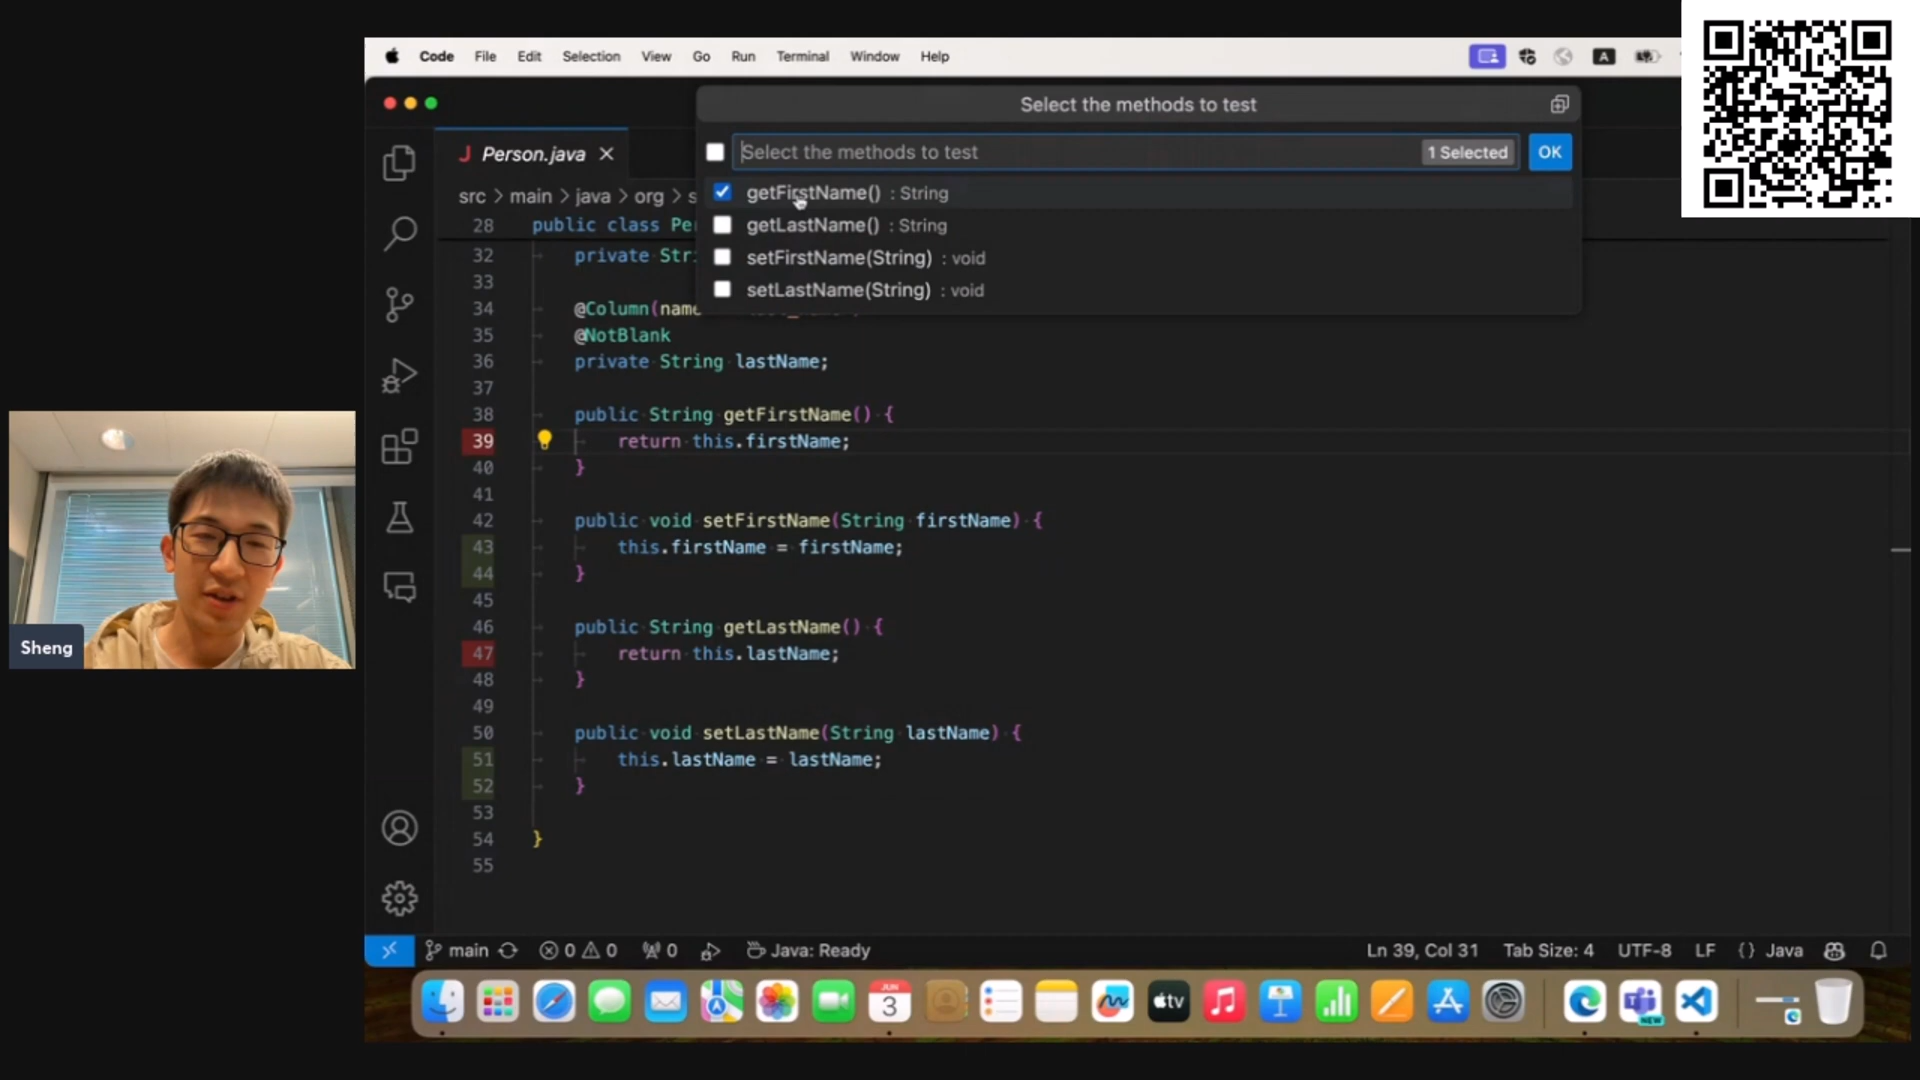 Code File Edit Selection View Go Run Terminal Window Help A
Select the methods to test
Select the methods to test 1 Selected OK
getFirstName() : String
getLastName() : String
setFirstName(String) : void
setLastName(String) : void
J Person.java
src > main > java > org >
28 public class
32 private
33
34 @Column(name
35 @NotBlank
36 private String lastName;
37
38 public String getFirstName() {
39 return this.firstName;
40 }
41
42 public void setFirstName(String firstName) {
43 this.firstName = firstName;
44 }
45
46 public String getLastName() {
47 return this.lastName;
48 }
49
50 public void setLastName(String lastName) {
51 this.lastName = lastName;
52 }
53
54 }
55
Sheng
main 0 0 0 Java: Ready Ln 39, Col 31 Tab Size: 4 UTF-8 LF {} Java
JUN
3
tv
NEW